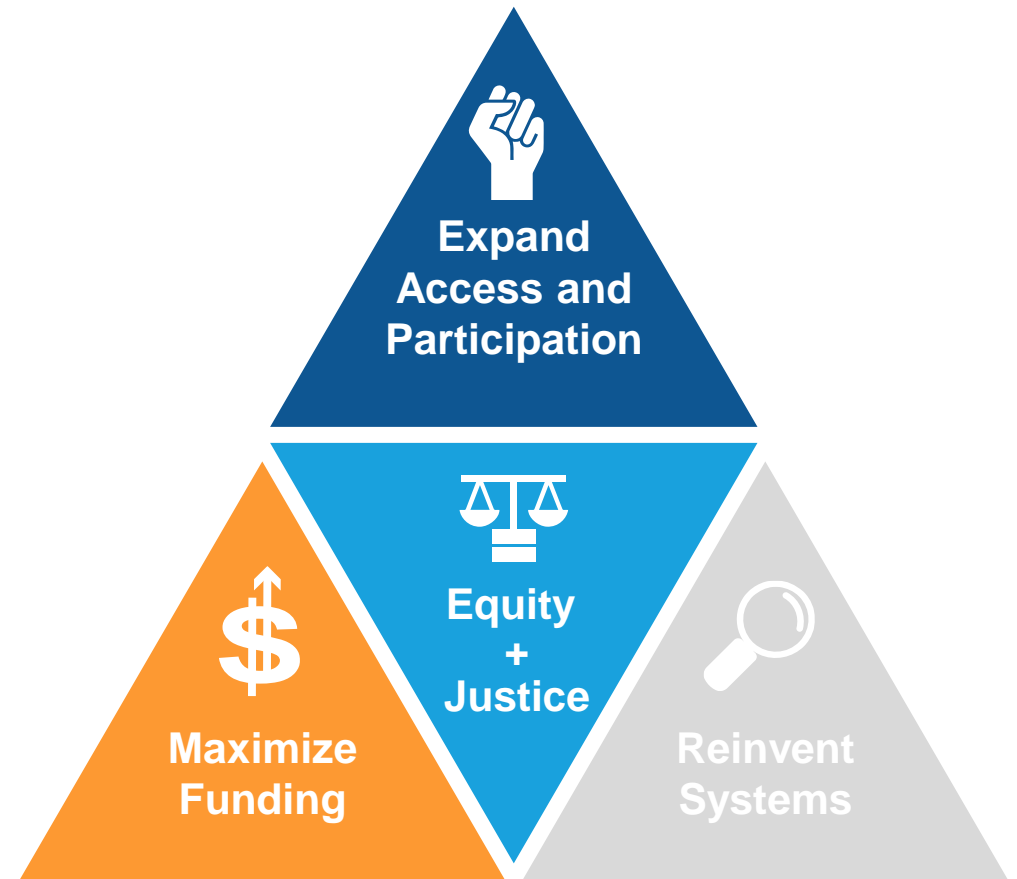 Expand
Access and
Participation
Equity
+
Justice
$
Maximize
Funding
Reinvent
Systems